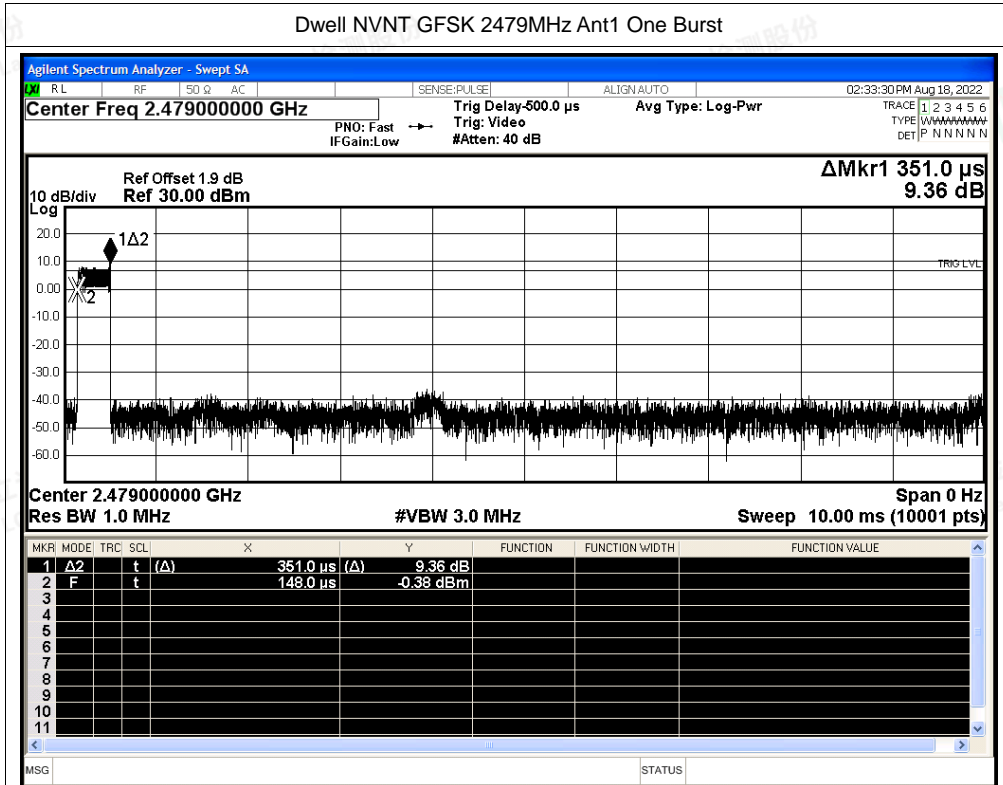 Dwell NVNT GFSK 2479MHz Ant1 One Burst
Agilent Spectrum Analyzer - Swept SA
LXI RL RF 50 Ω AC SENSE:PULSE ALIGN AUTO 02:33:30 PM Aug 18, 2022
Center Freq 2.479000000 GHz
PNO: Fast
IFGain:Low
Trig Delay-500.0 µs
Trig: Video
#Atten: 40 dB
Avg Type: Log-Pwr
TRACE 1 2 3 4 5 6
TYPE WWWWWW
DET P N N N N N
ΔMkr1 351.0 µs
9.36 dB
Ref Offset 1.9 dB
10 dB/div Ref 30.00 dBm
Log
20.0
10.0
0.00
-10.0
-20.0
-30.0
-40.0
-50.0
-60.0
1Δ2
2
TRIG LVL
Center 2.479000000 GHz Span 0 Hz
Res BW 1.0 MHz #VBW 3.0 MHz Sweep 10.00 ms (10001 pts)
MKR MODE TRC SCL X Y FUNCTION FUNCTION WIDTH FUNCTION VALUE
1 Δ2 t (Δ) 351.0 µs (Δ) 9.36 dB
2 F t 148.0 µs -0.38 dBm
3
4
5
6
7
8
9
10
11
MSG STATUS